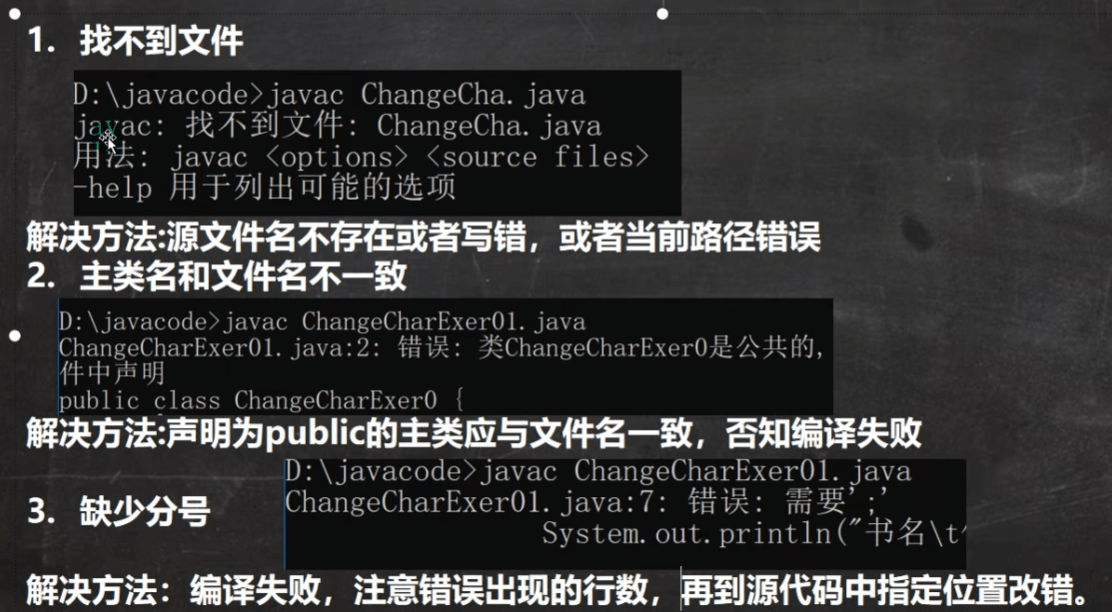 1. 找不到文件
D:\javacode>javac ChangeCha.java
javac: 找不到文件: ChangeCha.java
用法: javac <options> <source files>
-help 用于列出可能的选项
解决方法:源文件名不存在或者写错，或者当前路径错误
2. 主类名和文件名不一致
D:\javacode>javac ChangeCharExer01.java
ChangeCharExer01.java:2: 错误: 类ChangeCharExer0是公共的,
件中声明
public class ChangeCharExer0 {
解决方法:声明为public的主类应与文件名一致，否知编译失败
D:\javacode>javac ChangeCharExer01.java
ChangeCharExer01.java:7: 错误: 需要';'
3. 缺少分号
System.out.println("书名\t
解决方法：编译失败，注意错误出现的行数，再到源代码中指定位置改错。